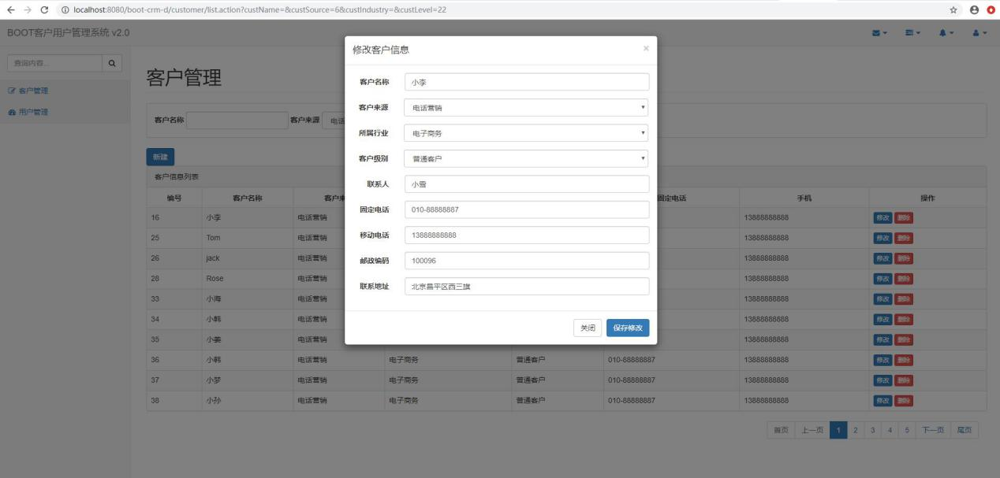 localhost:8080/boot-crm-d/customer/list.action?custName=&custSource=6&custIndustry=&custLevel=22
BOOT客户用户管理系统 v2.0
查询内容...
客户管理
用户管理
客户管理
客户名称 客户来源 电话
新建
客户信息列表
编号 客户名称 客户来 固定电话 手机 操作
16 小李 电话营销 13888888888 修改 删除
25 Tom 电话营销 13888888888 修改 删除
26 jack 电话营销 13888888888 修改 删除
28 Rose 电话营销 13888888888 修改 删除
33 小海 电话营销 13888888888 修改 删除
34 小韩 电话营销 13888888888 修改 删除
35 小姜 电话营销 13888888888 修改 删除
36 小韩 电话营销 电子商务 普通客户 010-88888887 13888888888 修改 删除
37 小梦 电话营销 电子商务 普通客户 010-88888887 13888888888 修改 删除
38 小孙 电话营销 电子商务 普通客户 010-88888887 13888888888 修改 删除
首页 上一页 1 2 3 4 5 下一页 尾页
修改客户信息 ×
客户名称 小李
客户来源 电话营销
所属行业 电子商务
客户级别 普通客户
联系人 小雪
固定电话 010-88888887
移动电话 13888888888
邮政编码 100096
联系地址 北京昌平区西三旗
关闭 保存修改